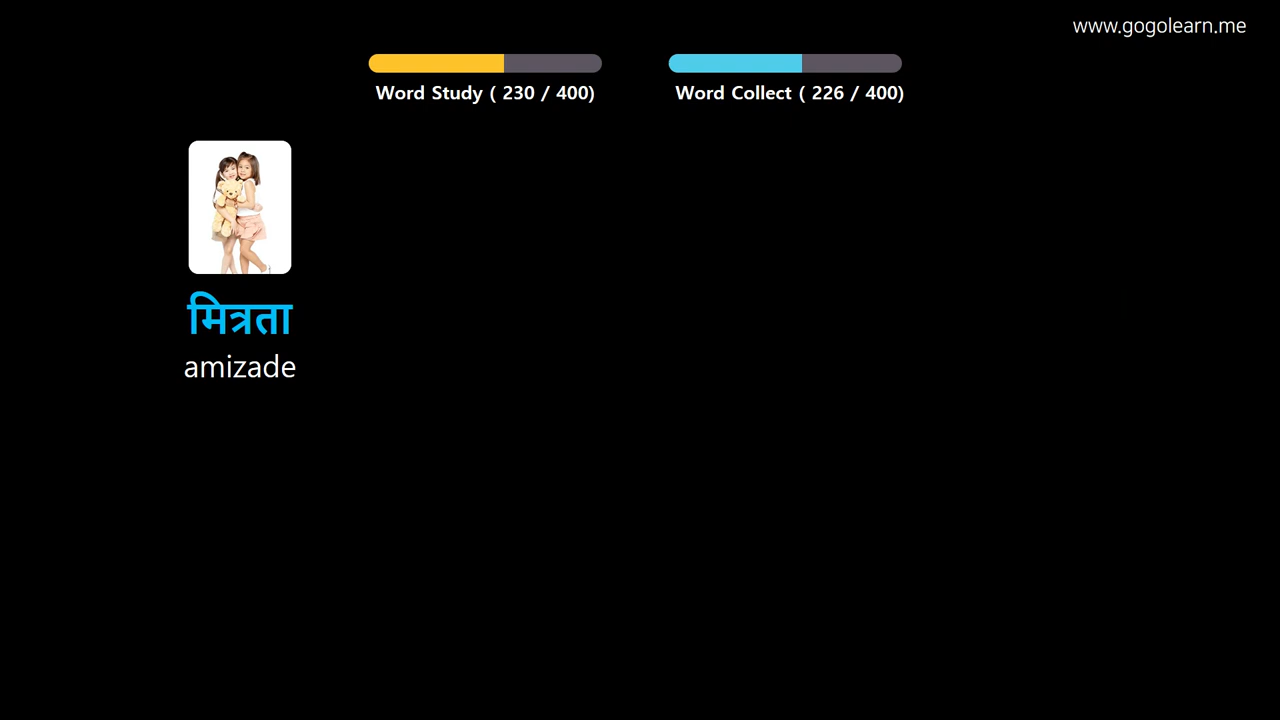 www.gogolearn.me
Word Study ( 230 / 400)
Word Collect ( 226 / 400)
मित्रता
amizade